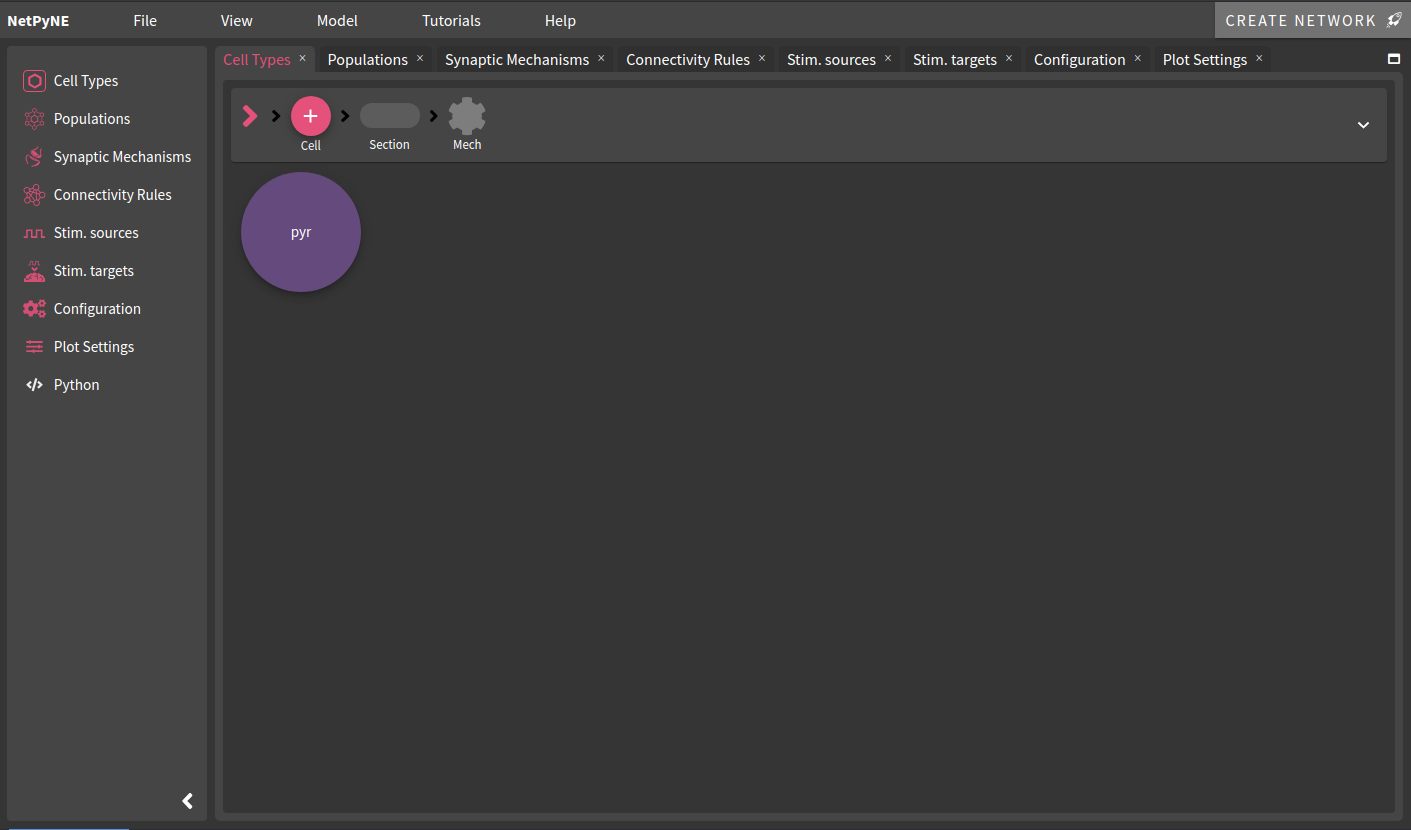 NetPyNE File View Model Tutorials Help CREATE NETWORK
Cell Types × Populations × Synaptic Mechanisms × Connectivity Rules × Stim. sources × Stim. targets × Configuration × Plot Settings ×
Cell Types
Populations
Synaptic Mechanisms
Connectivity Rules
Stim. sources
Stim. targets
Configuration
Plot Settings
Python
Cell Section Mech
pyr